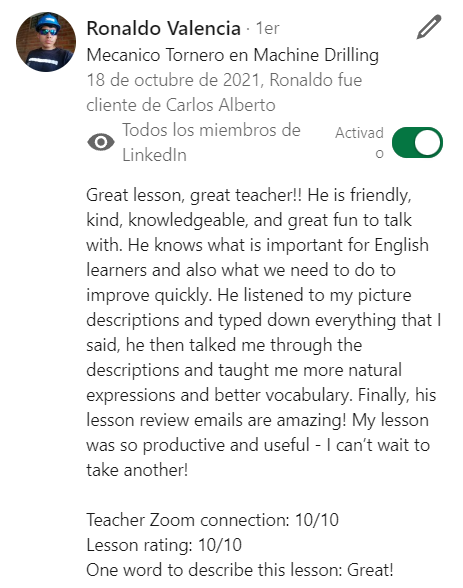 Ronaldo Valencia · 1er
Mecanico Tornero en Machine Drilling
18 de octubre de 2021, Ronaldo fue
cliente de Carlos Alberto
Todos los miembros de
LinkedIn
Activad
o
Great lesson, great teacher!! He is friendly,
kind, knowledgeable, and great fun to talk
with. He knows what is important for English
learners and also what we need to do to
improve quickly. He listened to my picture
descriptions and typed down everything that I
said, he then talked me through the
descriptions and taught me more natural
expressions and better vocabulary. Finally, his
lesson review emails are amazing! My lesson
was so productive and useful - I can’t wait to
take another!
Teacher Zoom connection: 10/10
Lesson rating: 10/10
One word to describe this lesson: Great!